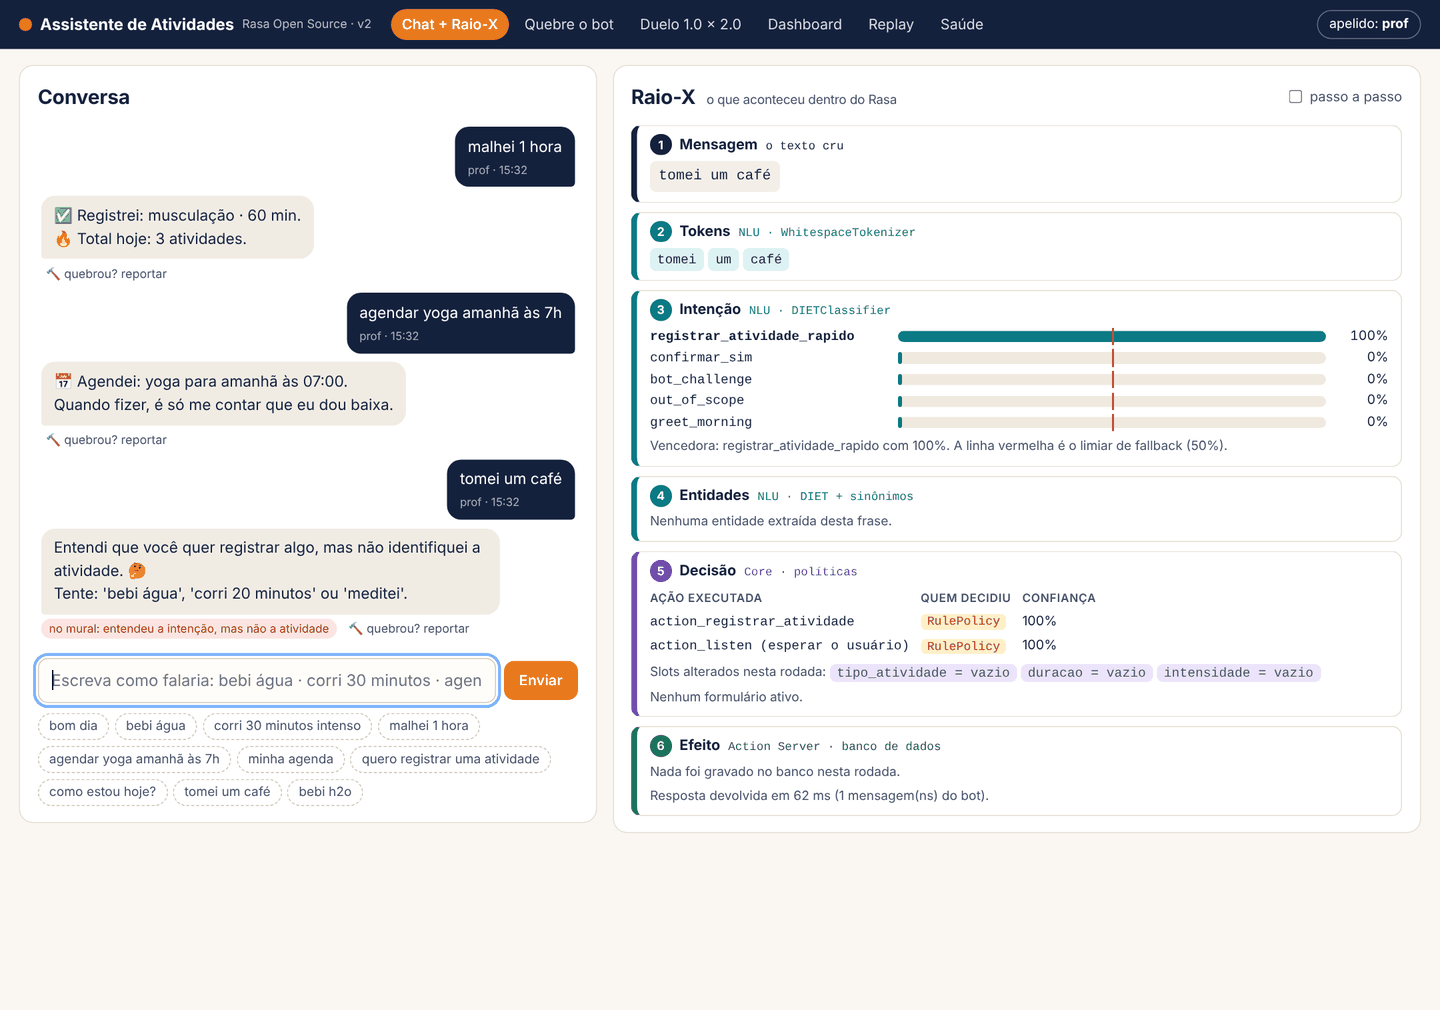 Assistente de Atividades Rasa Open Source · v2 Chat + Raio-X Quebre o bot Duelo 1.0 × 2.0 Dashboard Replay Saúde apelido: prof
Conversa
malhei 1 hora
prof · 15:32
☑ Registrei: musculação · 60 min.
🔥 Total hoje: 3 atividades.
🔨 quebrou? reportar
agendar yoga amanhã às 7h
prof · 15:32
📅 Agendei: yoga para amanhã às 07:00.
Quando fizer, é só me contar que eu dou baixa.
🔨 quebrou? reportar
tomei um café
prof · 15:32
Entendi que você quer registrar algo, mas não identifiquei a
atividade. 🤔
Tente: 'bebi água', 'corri 20 minutos' ou 'meditei'.
no mural: entendeu a intenção, mas não a atividade 🔨 quebrou? reportar
Escreva como falaria: bebi água · corri 30 minutos · agen Enviar
bom dia bebi água corri 30 minutos intenso malhei 1 hora
agendar yoga amanhã às 7h minha agenda quero registrar uma atividade
como estou hoje? tomei um café bebi h2o
Raio-X o que aconteceu dentro do Rasa passo a passo
1 Mensagem o texto cru
tomei um café
2 Tokens NLU · WhitespaceTokenizer
tomei um café
3 Intenção NLU · DIETClassifier
registrar_atividade_rapido 100%
confirmar_sim 0%
bot_challenge 0%
out_of_scope 0%
greet_morning 0%
Vencedora: registrar_atividade_rapido com 100%. A linha vermelha é o limiar de fallback (50%).
4 Entidades NLU · DIET + sinônimos
Nenhuma entidade extraída desta frase.
5 Decisão Core · políticas
AÇÃO EXECUTADA QUEM DECIDIU CONFIANÇA
action_registrar_atividade RulePolicy 100%
action_listen (esperar o usuário) RulePolicy 100%
Slots alterados nesta rodada: tipo_atividade = vazio duracao = vazio intensidade = vazio
Nenhum formulário ativo.
6 Efeito Action Server · banco de dados
Nada foi gravado no banco nesta rodada.
Resposta devolvida em 62 ms (1 mensagem(ns) do bot).